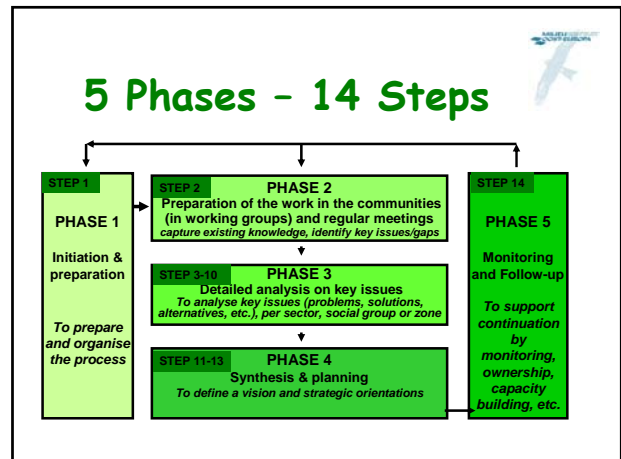 MILIEUKONTAKT
OOST-EUROPA
5 Phases – 14 Steps
STEP 1
PHASE 1
Initiation &
preparation
To prepare
and organise
the process
STEP 2
PHASE 2
Preparation of the work in the communities
(in working groups) and regular meetings
capture existing knowledge, identify key issues/gaps
STEP 3-10
PHASE 3
Detailed analysis on key issues
To analyse key issues (problems, solutions,
alternatives, etc.), per sector, social group or zone
STEP 11-13
PHASE 4
Synthesis & planning
To define a vision and strategic orientations
STEP 14
PHASE 5
Monitoring
and Follow-up
To support
continuation
by
monitoring,
ownership,
capacity
building, etc.